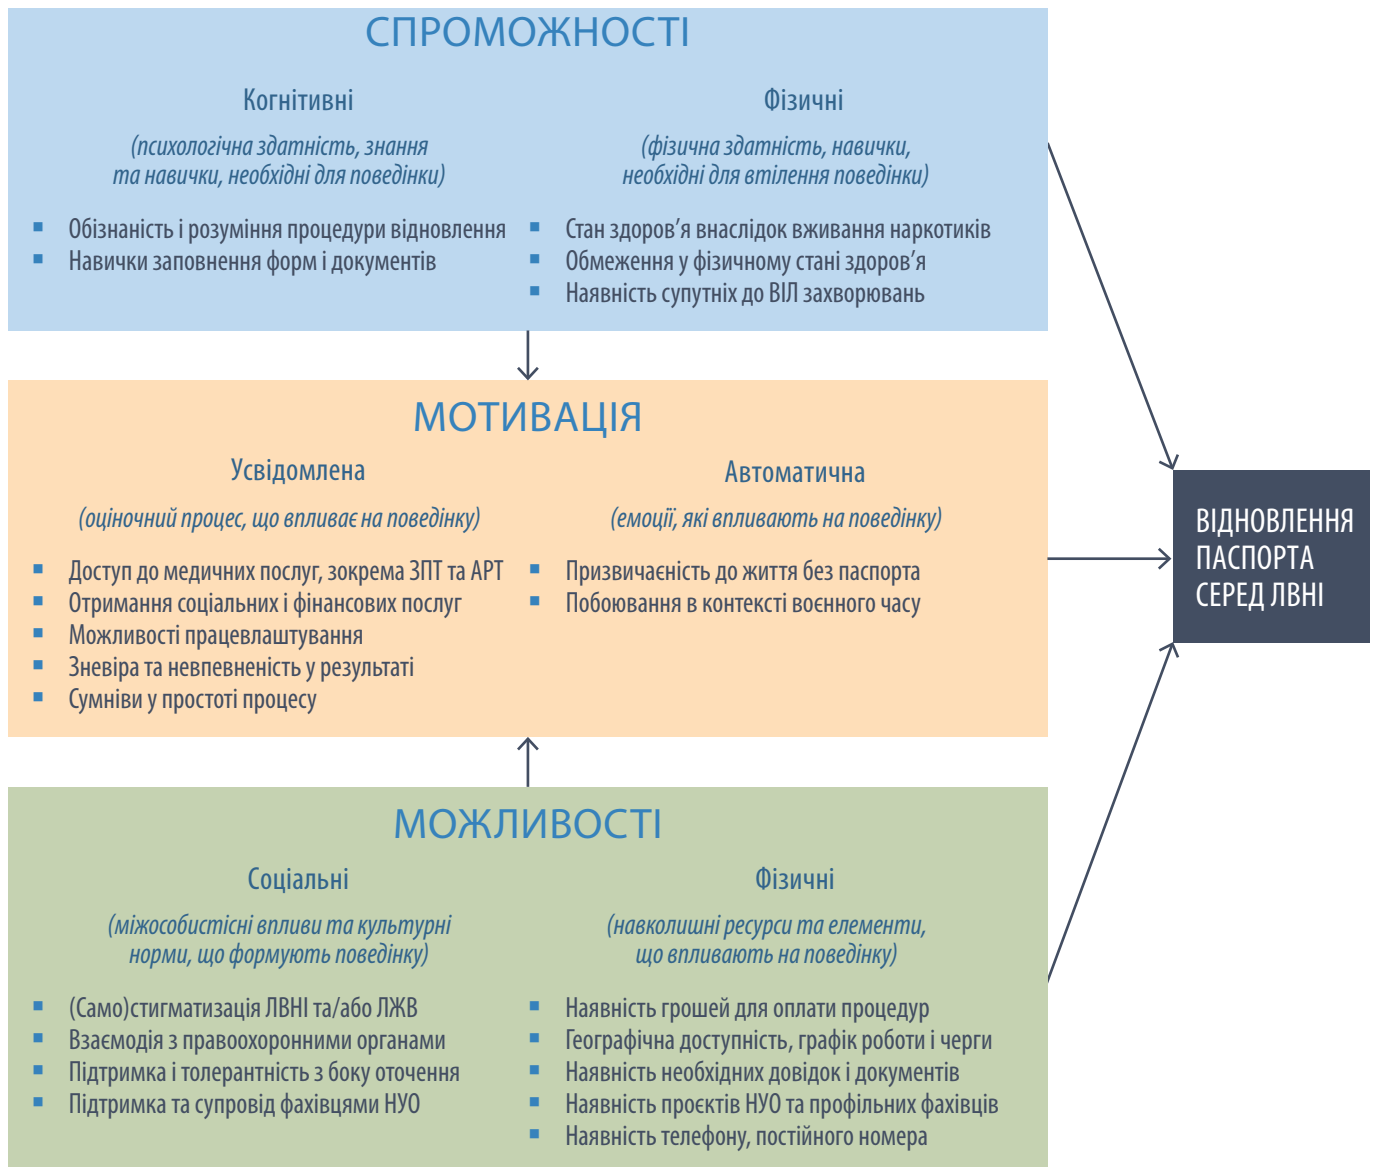 СПРОМОЖНОСТІ
Когнітивні
(психологічна здатність, знання
та навички, необхідні для поведінки)
Обізнаність і розуміння процедури відновлення
Навички заповнення форм і документів
Фізичні
(фізична здатність, навички,
необхідні для втілення поведінки)
Стан здоров’я внаслідок вживання наркотиків
Обмеження у фізичному стані здоров’я
Наявність супутніх до ВІЛ захворювань
МОТИВАЦІЯ
Усвідомлена
(оціночний процес, що впливає на поведінку)
Доступ до медичних послуг, зокрема ЗПТ та АРТ
Отримання соціальних і фінансових послуг
Можливості працевлаштування
Зневіра та невпевненість у результаті
Сумніви у простоті процесу
Автоматична
(емоції, які впливають на поведінку)
Призвичаєність до життя без паспорта
Побоювання в контексті воєнного часу
МОЖЛИВОСТІ
Соціальні
(міжособистісні впливи та культурні
норми, що формують поведінку)
(Само)стигматизація ЛВНІ та/або ЛЖВ
Взаємодія з правоохоронними органами
Підтримка і толерантність з боку оточення
Підтримка та супровід фахівцями НУО
Фізичні
(навколишні ресурси та елементи,
що впливають на поведінку)
Наявність грошей для оплати процедур
Географічна доступність, графік роботи і черги
Наявність необхідних довідок і документів
Наявність проєктів НУО та профільних фахівців
Наявність телефону, постійного номера
ВІДНОВЛЕННЯ
ПАСПОРТА
СЕРЕД ЛВНІ